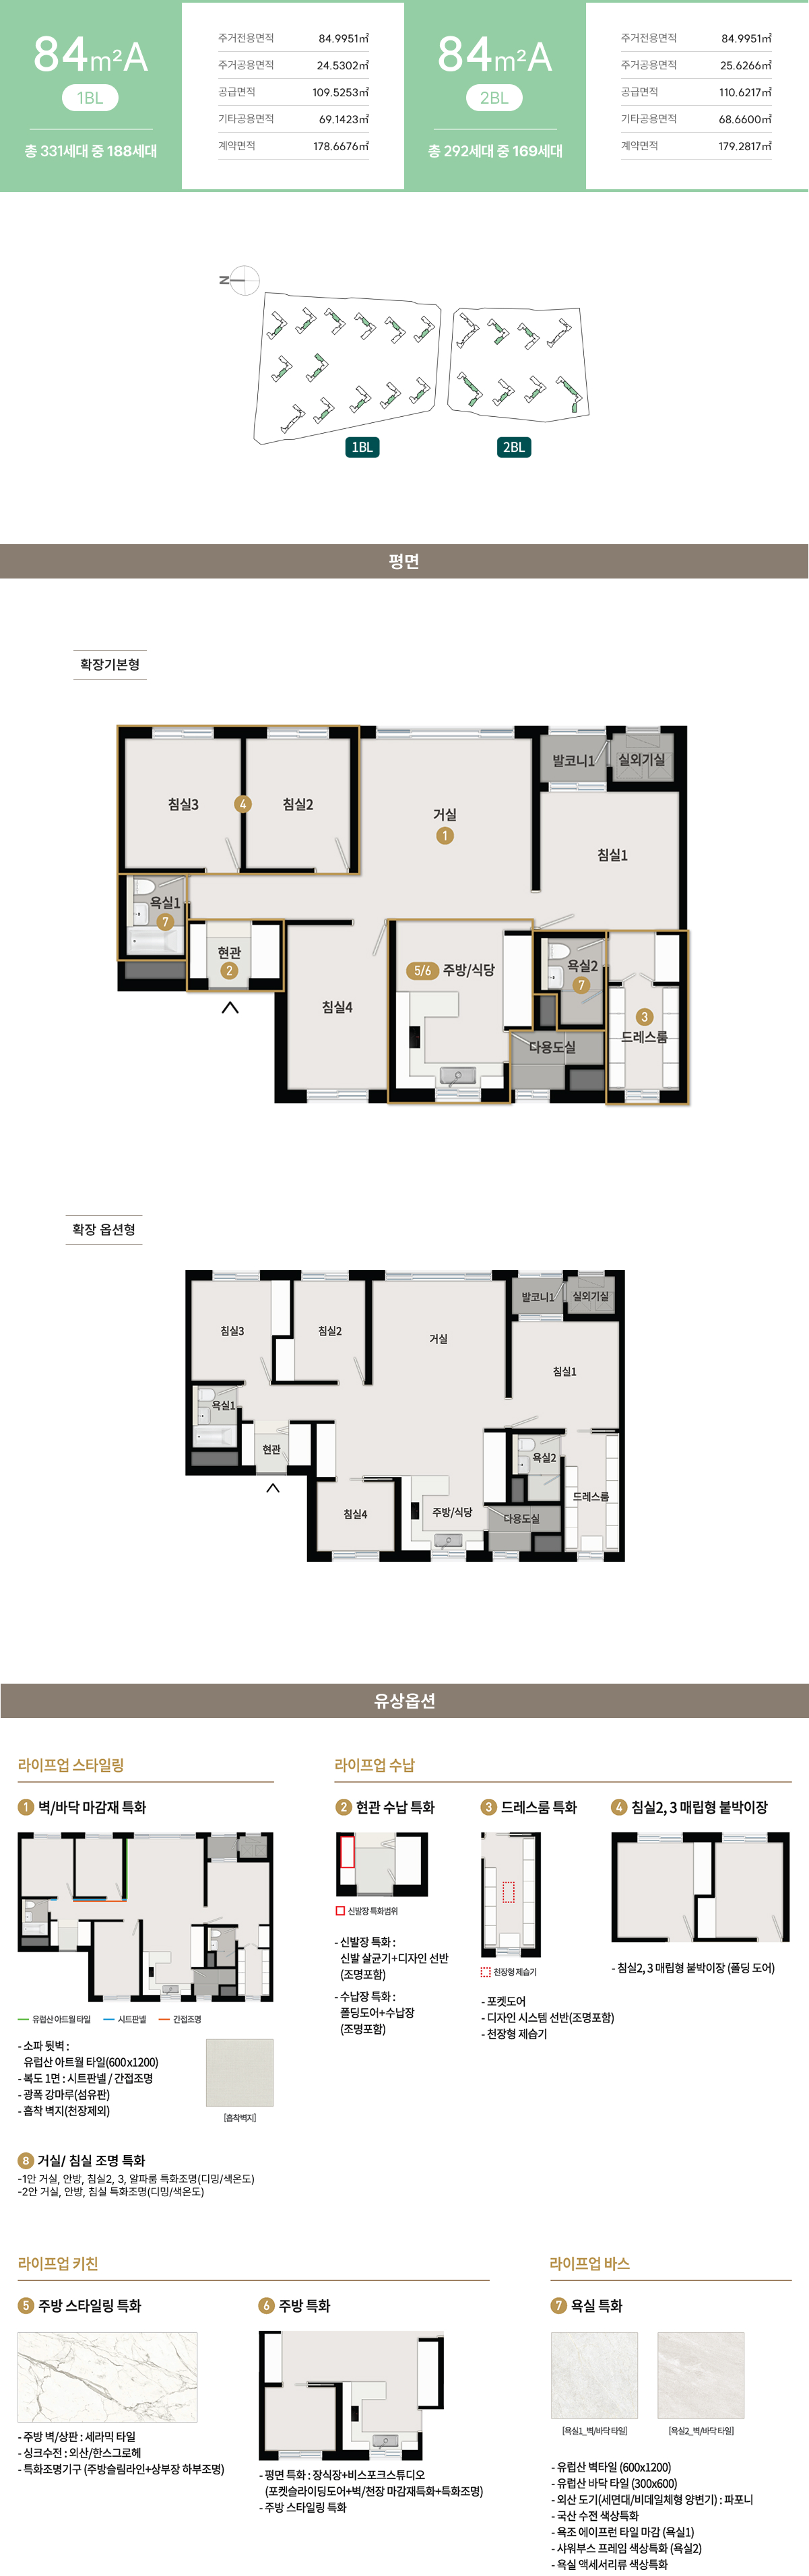 84m²A
1BL
총 331세대 중 188세대
주거전용면적 84.9951㎡
주거공용면적 24.5302㎡
공급면적 109.5253㎡
기타공용면적 69.1423㎡
계약면적 178.6676㎡
84m²A
2BL
총 292세대 중 169세대
주거전용면적 84.9951㎡
주거공용면적 25.6266㎡
공급면적 110.6217㎡
기타공용면적 68.6600㎡
계약면적 179.2817㎡
N
1BL
2BL
평면
확장기본형
발코니1
실외기실
침실3
4
침실2
거실
1
침실1
욕실1
7
현관
2
5/6 주방/식당
욕실2
7
침실4
3
드레스룸
다용도실
확장 옵션형
발코니1
실외기실
침실3
침실2
거실
침실1
욕실1
현관
욕실2
드레스룸
침실4
주방/식당
다용도실
유상옵션
라이프업 스타일링
1 벽/바닥 마감재 특화
유럽산 아트월 타일
시트판넬
간접조명
- 소파 뒷벽 :
유럽산 아트월 타일(600x1200)
- 복도 1면 : 시트판넬 / 간접조명
- 광폭 강마루(섬유판)
- 흡착 벽지(천장제외)
[흡착벽지]
8 거실/ 침실 조명 특화
-1안 거실, 안방, 침실2, 3, 알파룸 특화조명(디밍/색온도)
-2안 거실, 안방, 침실 특화조명(디밍/색온도)
라이프업 수납
2 현관 수납 특화
신발장 특화범위
- 신발장 특화 :
신발 살균기+디자인 선반
(조명포함)
- 수납장 특화 :
폴딩도어+수납장
(조명포함)
3 드레스룸 특화
천장형 제습기
- 포켓도어
- 디자인 시스템 선반(조명포함)
- 천장형 제습기
4 침실2, 3 매립형 붙박이장
- 침실2, 3 매립형 붙박이장 (폴딩 도어)
라이프업 키친
5 주방 스타일링 특화
- 주방 벽/상판 : 세라믹 타일
- 싱크수전 : 외산/한스그로헤
- 특화조명기구 (주방슬림라인+상부장 하부조명)
6 주방 특화
- 평면 특화 : 장식장+비스포크스튜디오
(포켓슬라이딩도어+벽/천장 마감재특화+특화조명)
- 주방 스타일링 특화
라이프업 바스
7 욕실 특화
[욕실1_벽/바닥 타일]
[욕실2_벽/바닥 타일]
- 유럽산 벽타일 (600x1200)
- 유럽산 바닥 타일 (300x600)
- 외산 도기(세면대/비데일체형 양변기) : 파포니
- 국산 수전 색상특화
- 욕조 에이프런 타일 마감 (욕실1)
- 샤워부스 프레임 색상특화 (욕실2)
- 욕실 액세서리류 색상특화